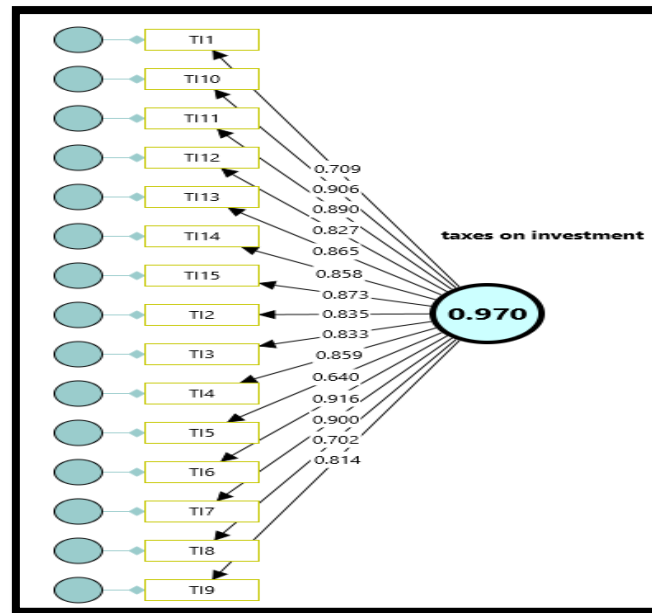 TI1
TI10
TI11
TI12
TI13
TI14
TI15
TI2
TI3
TI4
TI5
TI6
TI7
TI8
TI9
0.709
0.906
0.890
0.827
0.865
0.858
0.873
0.835
0.833
0.859
0.640
0.916
0.900
0.702
0.814
taxes on investment
0.970